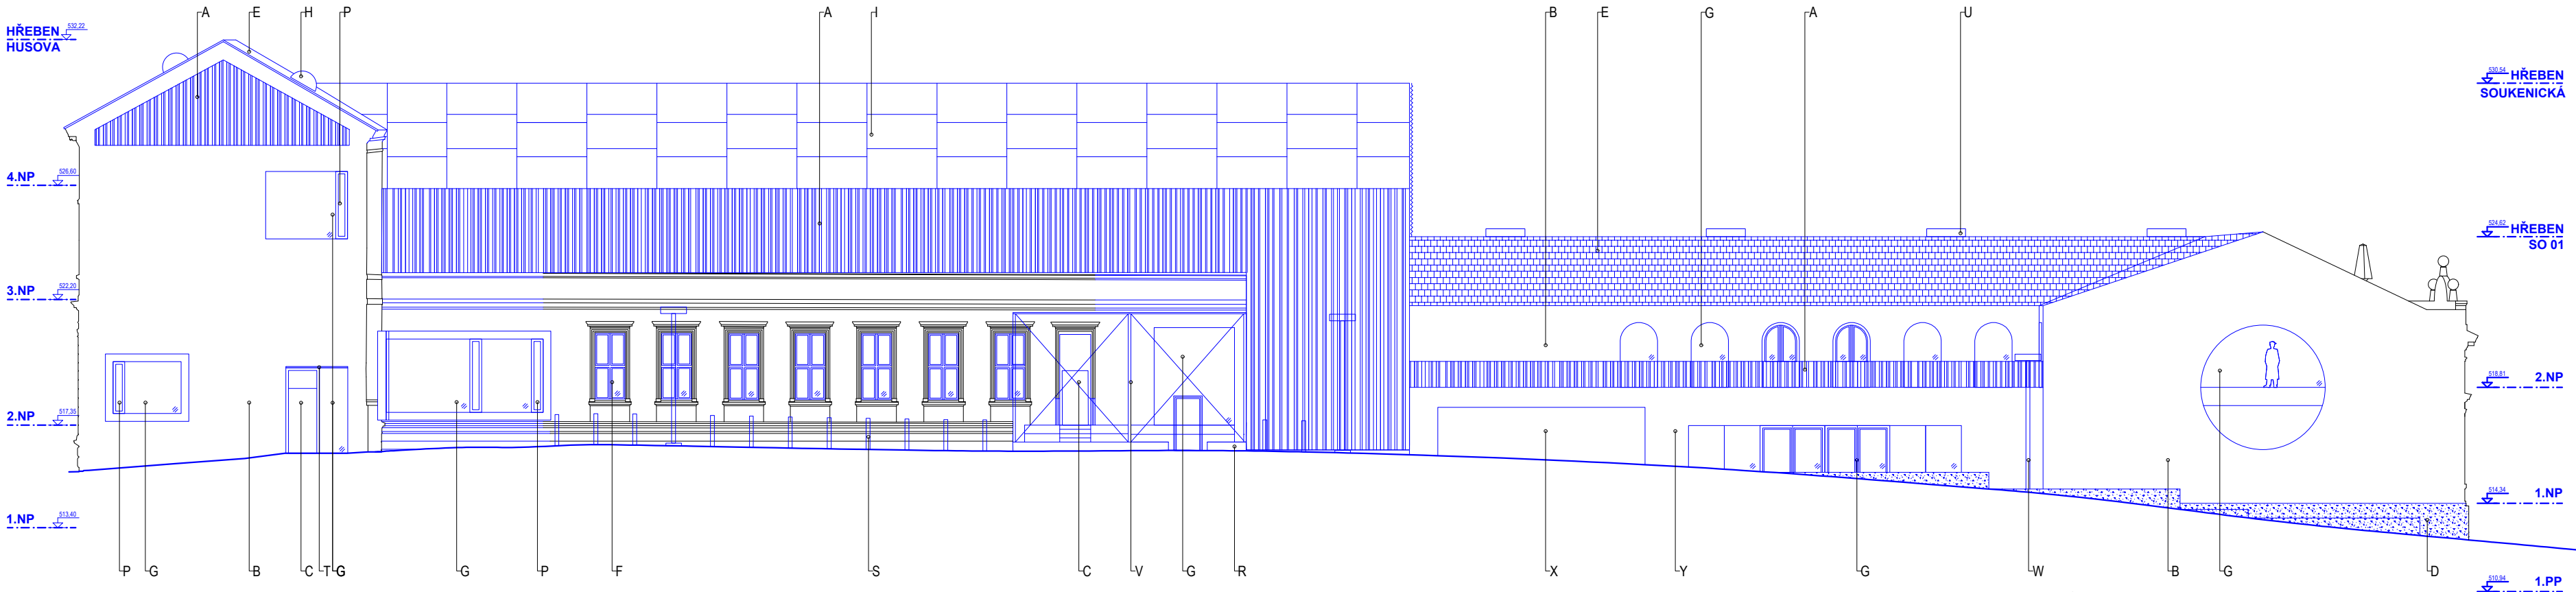 A E H P A I B E G A U
532,22
HŘEBEN
HUSOVA
530,54
HŘEBEN
SOUKENICKÁ
526,60
4.NP
524,62
HŘEBEN
SO 01
522,20
3.NP
518,81
2.NP
517,35
2.NP
514,34
1.NP
513,40
1.NP
P G B C T G G P F S C V G R X Y G W B G D
510,94
1.PP